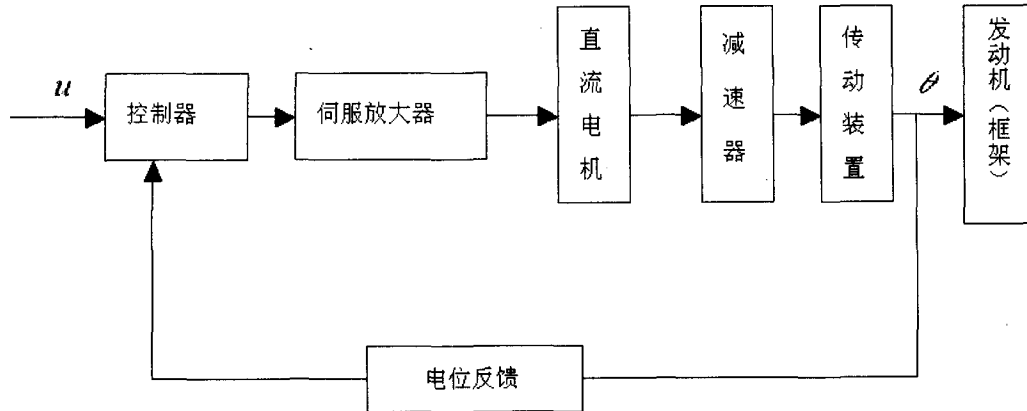 u
控制器
伺服放大器
直流电机
减速器
传动装置
θ
发动机（框架）
电位反馈